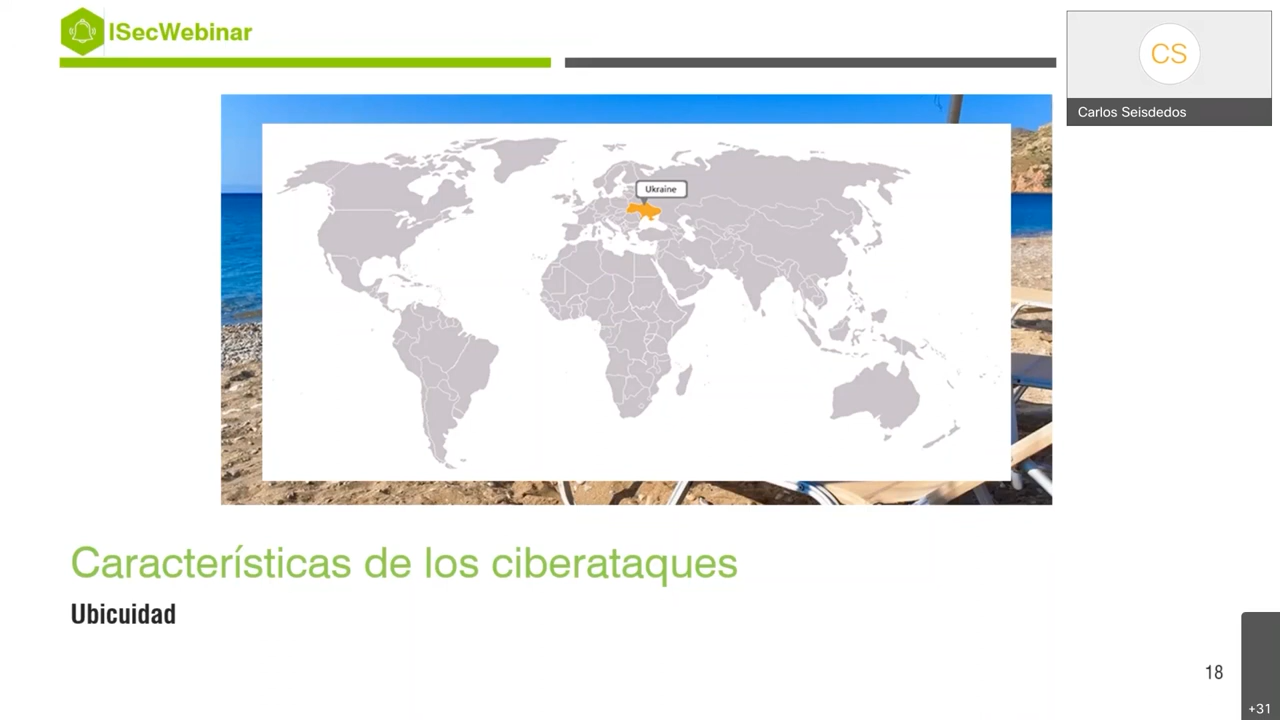 ISecWebinar
CS
Carlos Seisdedos
Ukraine
Características de los ciberataques
Ubicuidad
18
+31